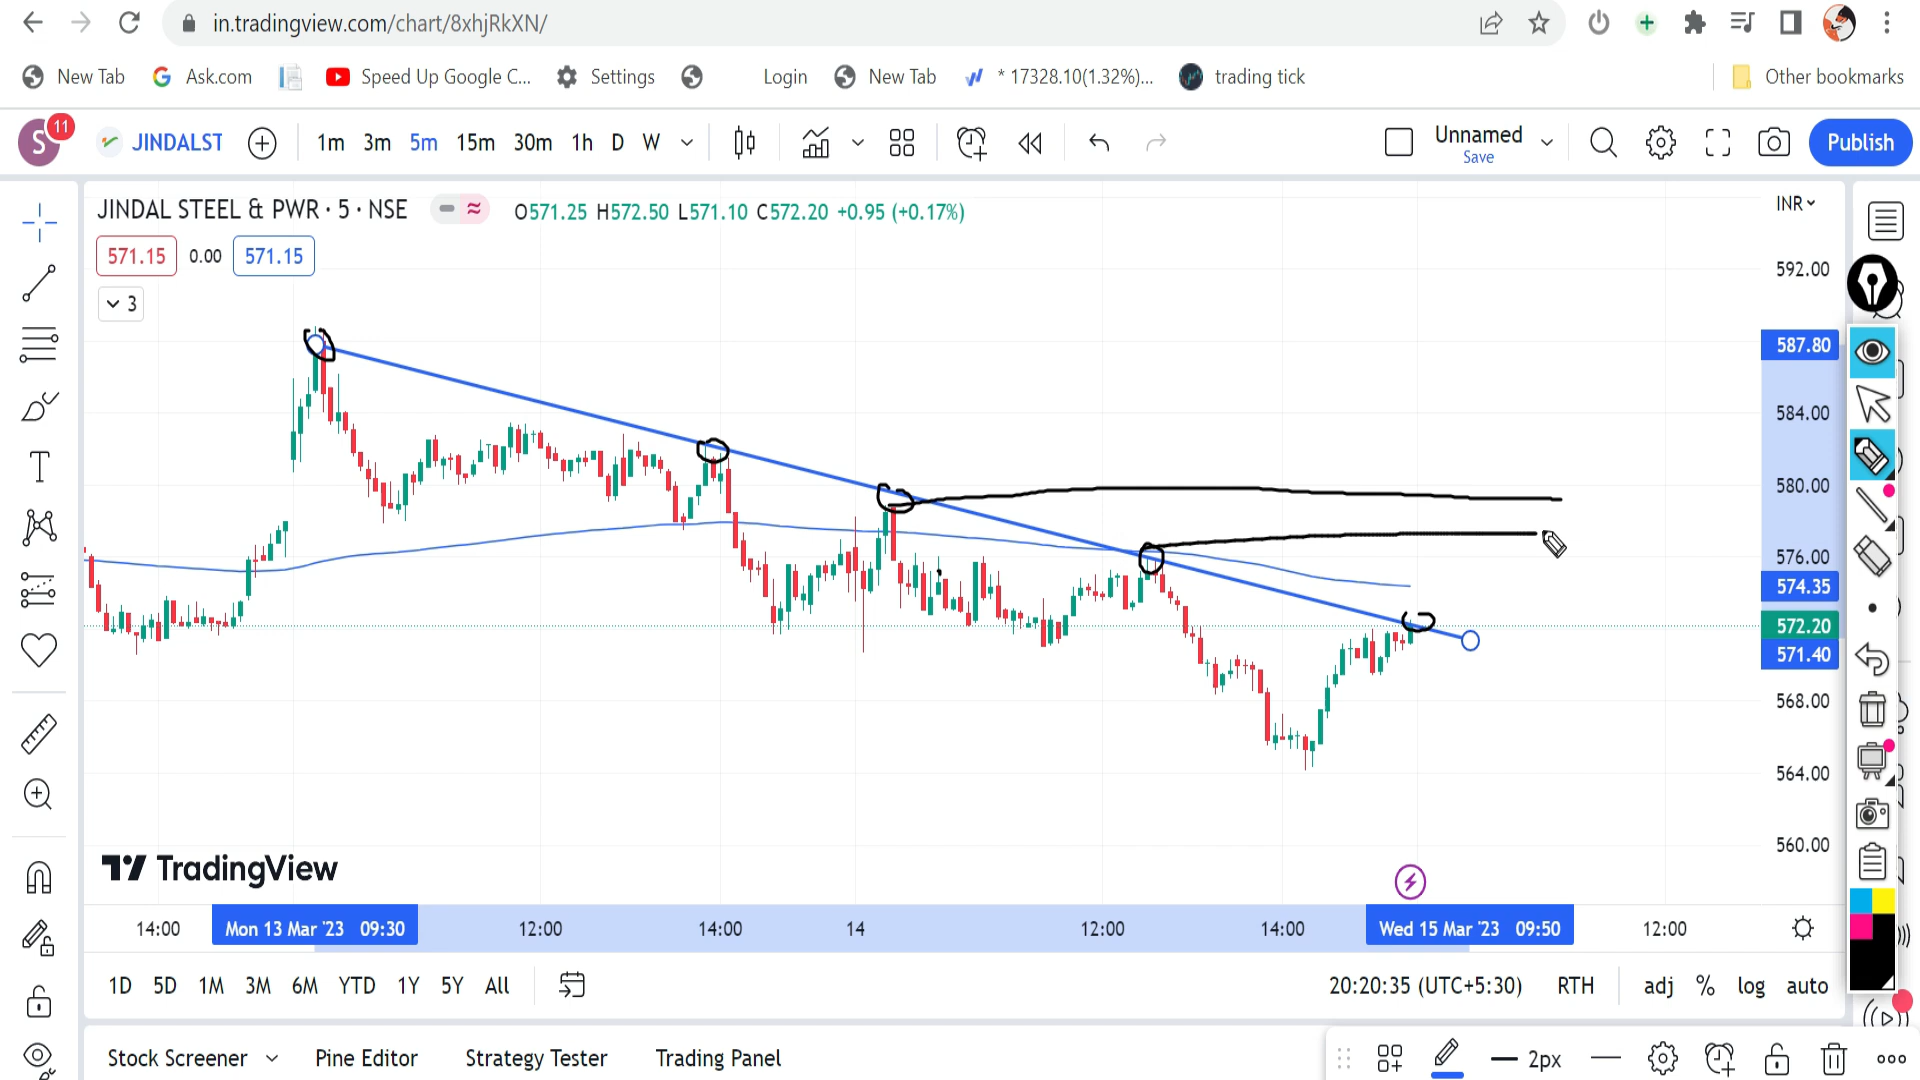 in.tradingview.com/chart/8xhjRkXN/
New Tab Ask.com Speed Up Google C... Settings Login New Tab * 17328.10(1.32%)... trading tick Other bookmarks
S 11 JINDALST 1m 3m 5m 15m 30m 1h D W Unnamed Save Publish
JINDAL STEEL & PWR · 5 · NSE O571.25 H572.50 L571.10 C572.20 +0.95 (+0.17%) INR
571.15 0.00 571.15
592.00
3
587.80
584.00
580.00
576.00
574.35
572.20
571.40
568.00
564.00
560.00
TradingView
14:00 Mon 13 Mar '23 09:30 12:00 14:00 14 12:00 14:00 Wed 15 Mar '23 09:50 12:00
1D 5D 1M 3M 6M YTD 1Y 5Y All 20:20:35 (UTC+5:30) RTH adj % log auto
Stock Screener Pine Editor Strategy Tester Trading Panel 2px